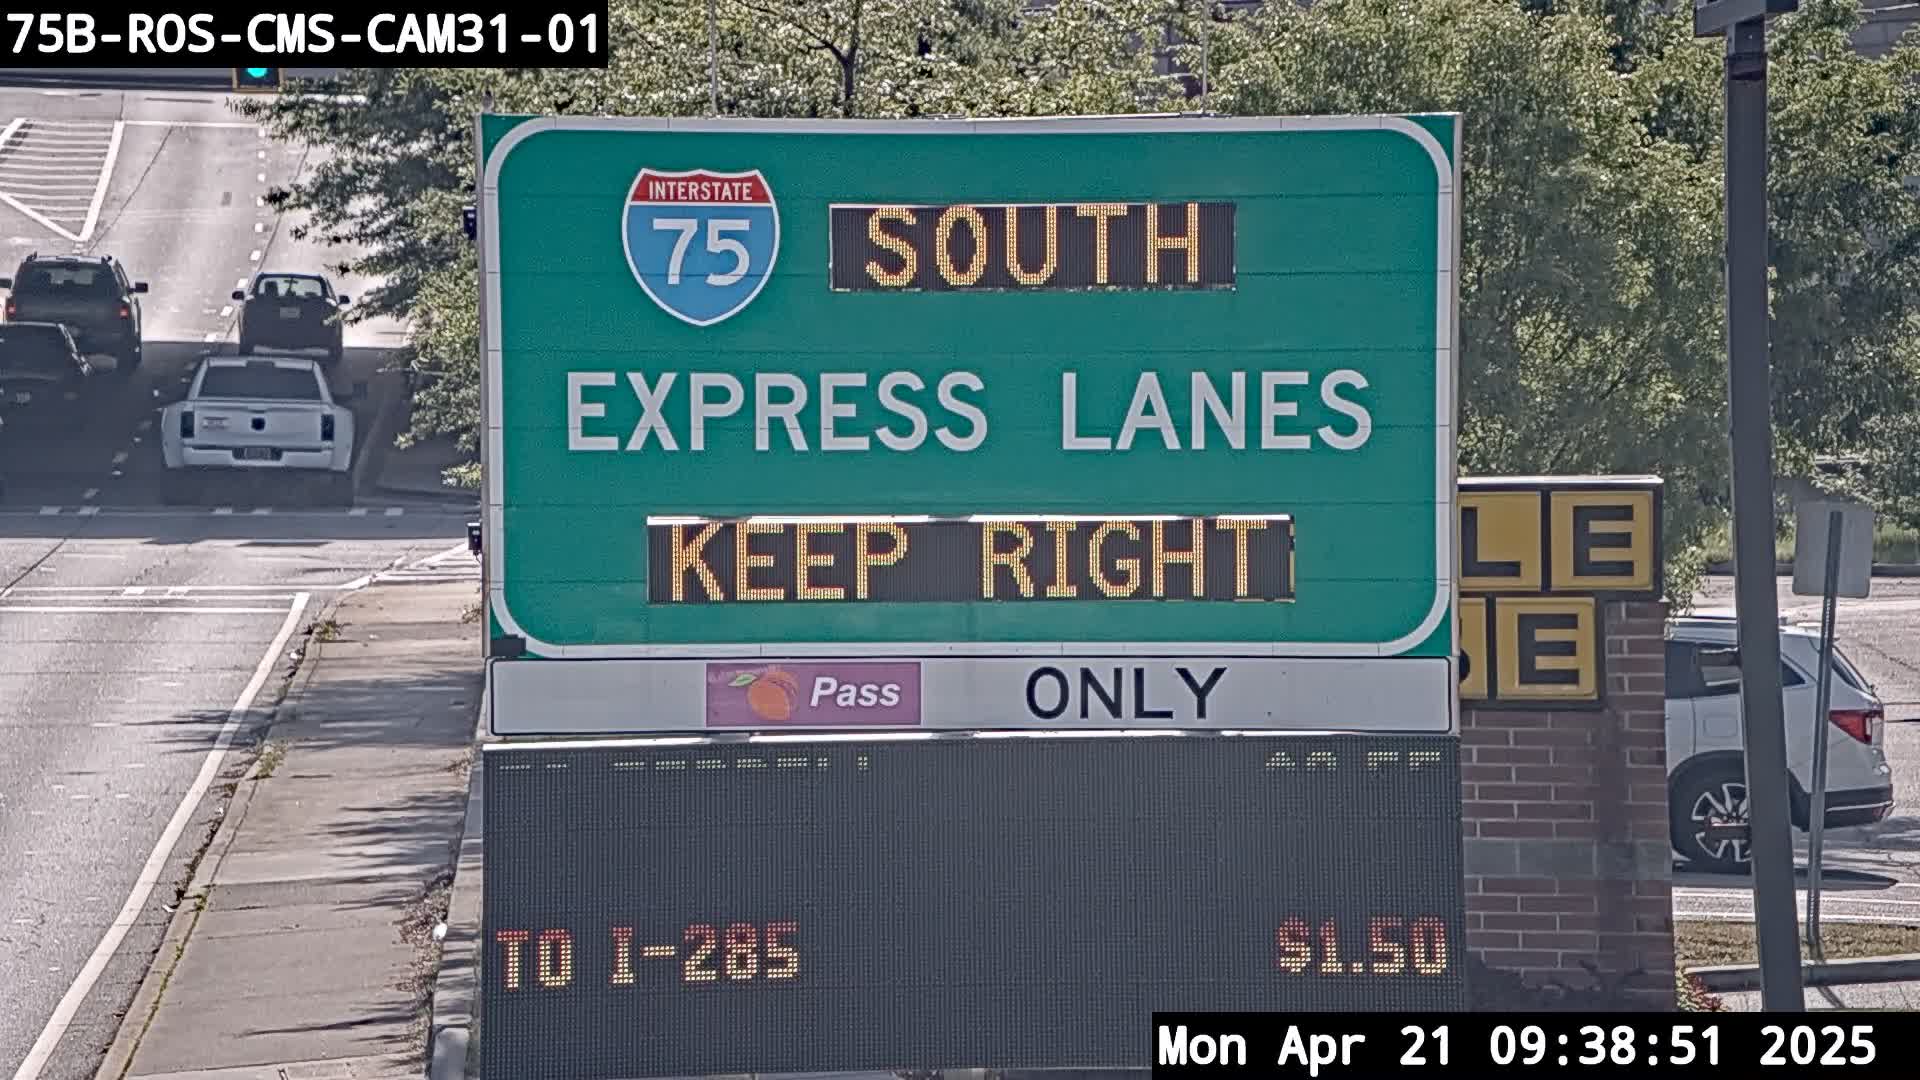 75B-ROS-CMS-CAM31-01
INTERSTATE
75
SOUTH
EXPRESS LANES
KEEP RIGHT
LE
E
Pass ONLY
TO I-285 $1.50
Mon Apr 21 09:38:51 2025